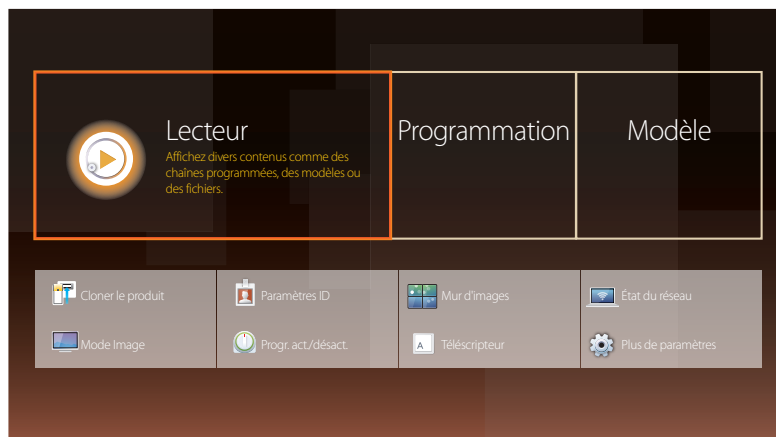 Lecteur
Affichez divers contenus comme des
chaînes programmées, des modèles ou
des fichiers.
Programmation
Modèle
Cloner le produit
Paramètres ID
Mur d'images
État du réseau
Mode Image
Progr. act./désact.
A
Téléscripteur
Plus de paramètres